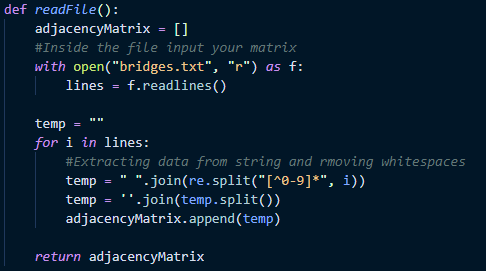 def readFile():
    adjacencyMatrix = []
    #Inside the file input your matrix
    with open("bridges.txt", "r") as f:
        lines = f.readlines()

    temp = ""
    for i in lines:
        #Extracting data from string and rmoving whitespaces
        temp = " ".join(re.split("[^0-9]*", i))
        temp = ''.join(temp.split())
        adjacencyMatrix.append(temp)

    return adjacencyMatrix